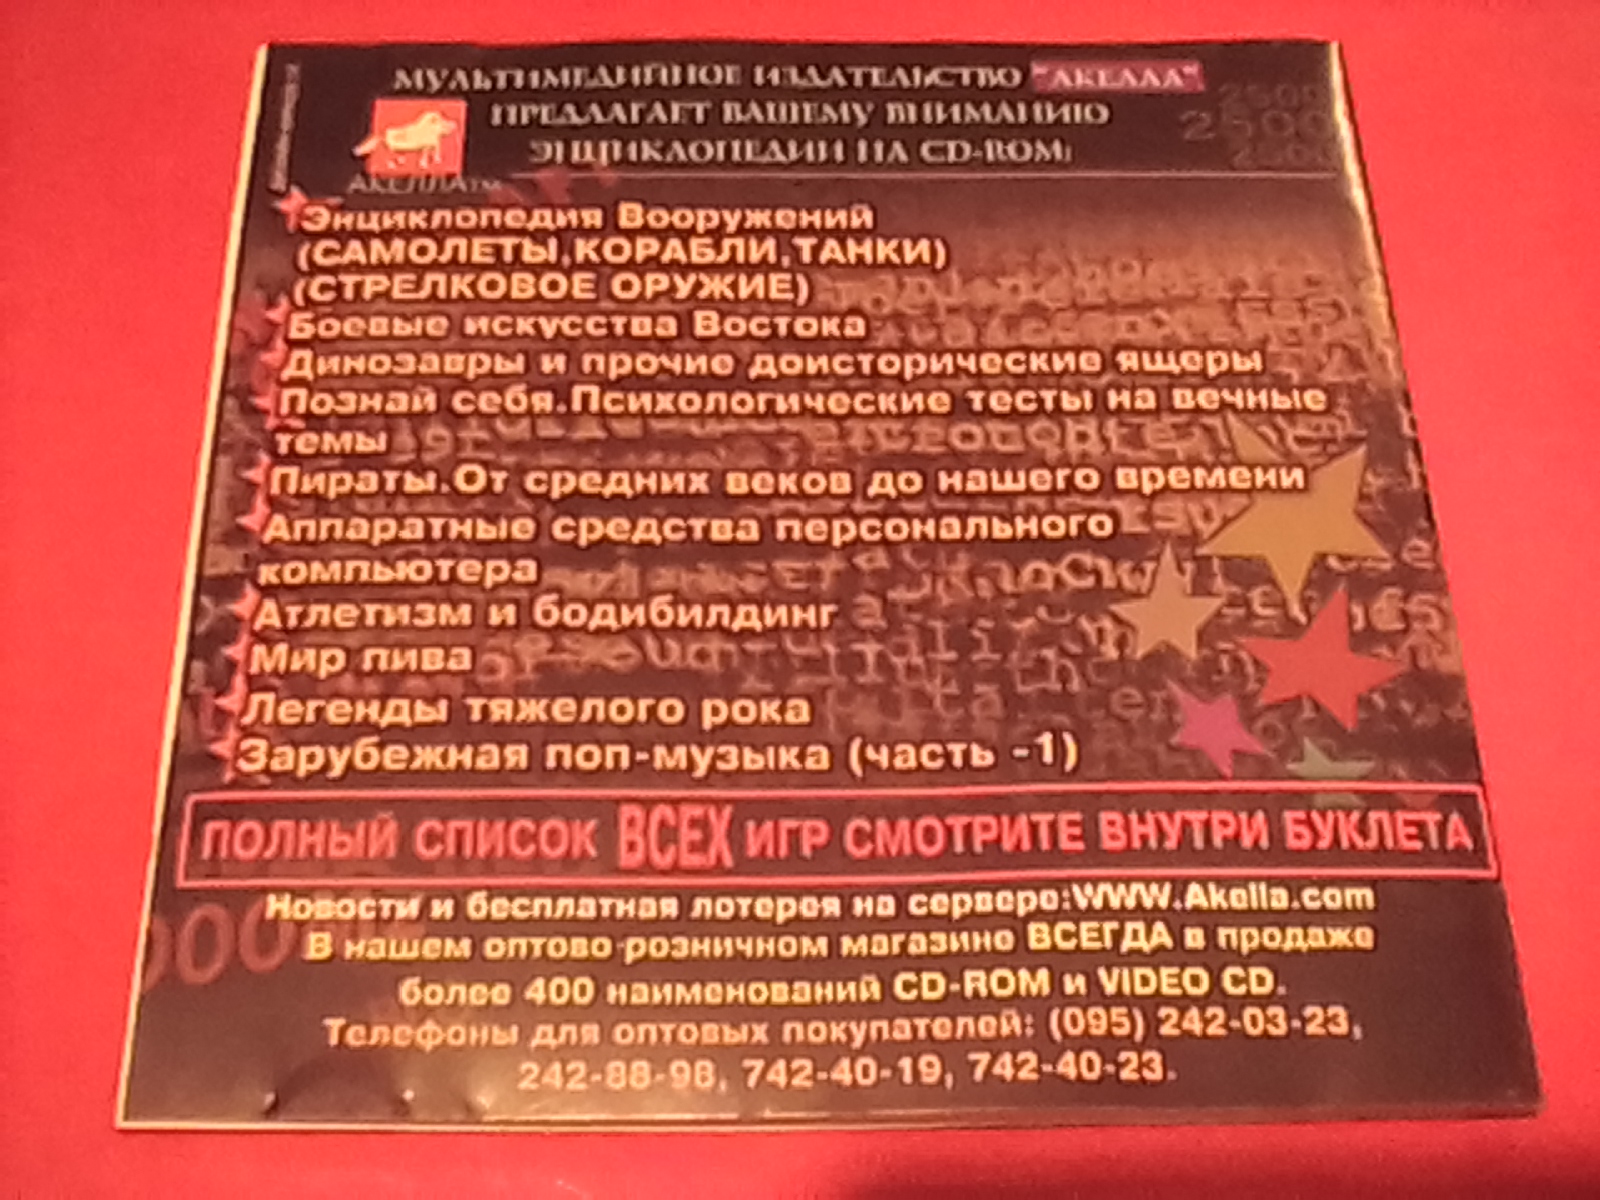 МУЛЬТИМЕДИЙНОЕ ИЗДАТЕЛЬСТВО "АКЕЛЛА"
ПРЕДЛАГАЕТ ВАШЕМУ ВНИМАНИЮ
ЭНЦИКЛОПЕДИИ НА CD-ROM:
АКЕЛЛА™
Энциклопедия Вооружений
(САМОЛЕТЫ,КОРАБЛИ,ТАНКИ)
(СТРЕЛКОВОЕ ОРУЖИЕ)
Боевые искусства Востока
Динозавры и прочие доисторические ящеры
Познай себя.Психологические тесты на вечные
темы
Пираты.От средних веков до нашего времени
Аппаратные средства персонального
компьютера
Атлетизм и бодибилдинг
Мир пива
Легенды тяжелого рока
Зарубежная поп-музыка (часть -1)
ПОЛНЫЙ СПИСОК ВСЕХ ИГР СМОТРИТЕ ВНУТРИ БУКЛЕТА
Новости и бесплатная лотерея на сервере:WWW.Akella.com
В нашем оптово-розничном магазине ВСЕГДА в продаже
более 400 наименований CD-ROM и VIDEO CD.
Телефоны для оптовых покупателей: (095) 242-03-23,
242-88-98, 742-40-19, 742-40-23.